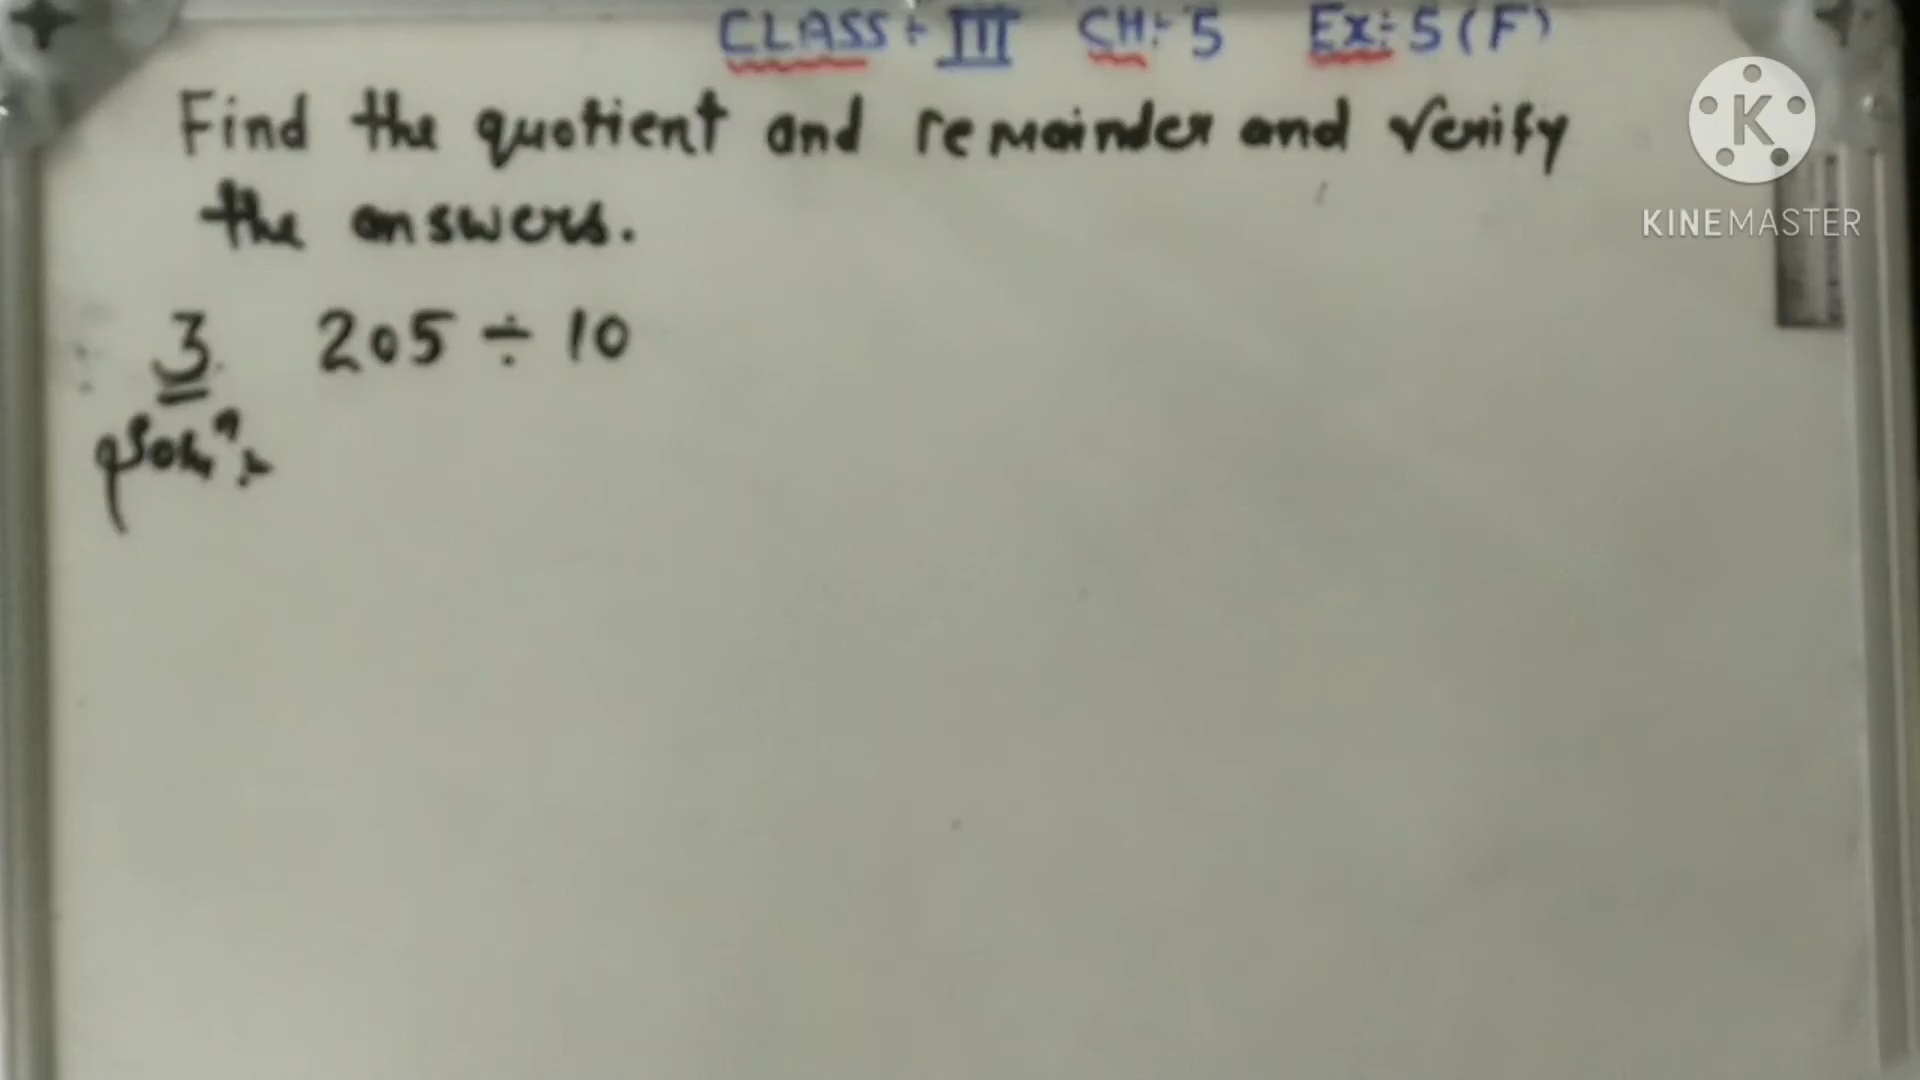 CLASS:- III CH:- 5 Ex:- 5 (F)
Find the quotient and remainder and verify
the answers.
3. 205 ÷ 10
Solⁿ:-
K
KINEMASTER